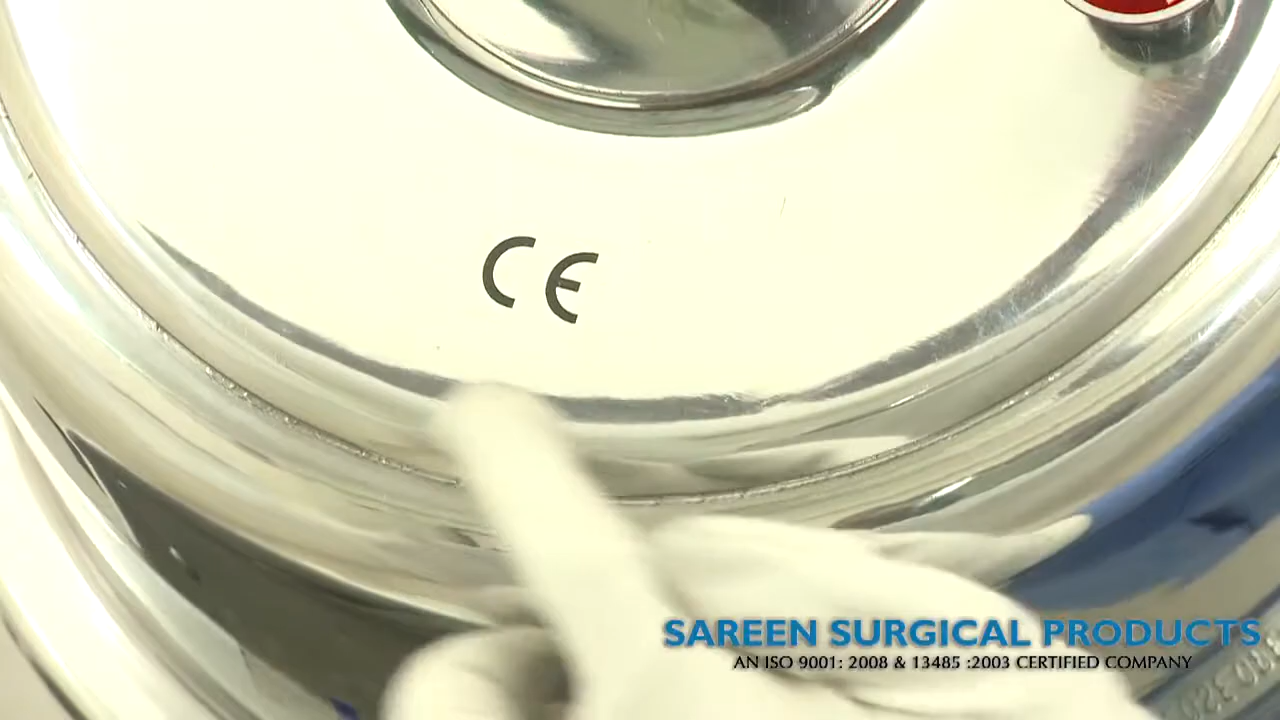 CE
SAREEN SURGICAL PRODUCTS
AN ISO 9001: 2008 & 13485 :2003 CERTIFIED COMPANY